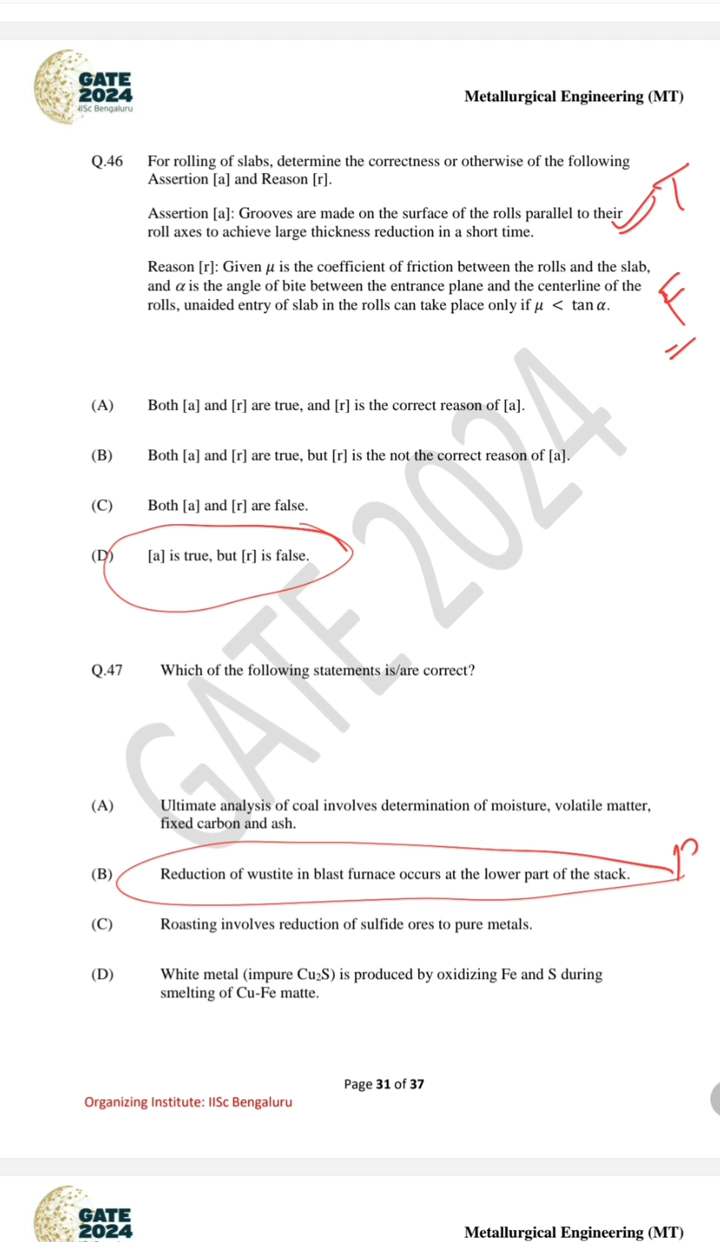 GATE
2024
IISc Bengaluru
Metallurgical Engineering (MT)
Q.46 For rolling of slabs, determine the correctness or otherwise of the following
Assertion [a] and Reason [r].
Assertion [a]: Grooves are made on the surface of the rolls parallel to their
roll axes to achieve large thickness reduction in a short time.
T
Reason [r]: Given μ is the coefficient of friction between the rolls and the slab,
and α is the angle of bite between the entrance plane and the centerline of the
rolls, unaided entry of slab in the rolls can take place only if μ < tan α.
F
(A) Both [a] and [r] are true, and [r] is the correct reason of [a].
(B) Both [a] and [r] are true, but [r] is the not the correct reason of [a].
(C) Both [a] and [r] are false.
(D) [a] is true, but [r] is false.
GATE 2024
Q.47 Which of the following statements is/are correct?
(A) Ultimate analysis of coal involves determination of moisture, volatile matter,
fixed carbon and ash.
(B) Reduction of wustite in blast furnace occurs at the lower part of the stack.
(C) Roasting involves reduction of sulfide ores to pure metals.
(D) White metal (impure Cu₂S) is produced by oxidizing Fe and S during
smelting of Cu-Fe matte.
Page 31 of 37
Organizing Institute: IISc Bengaluru
GATE
2024
Metallurgical Engineering (MT)